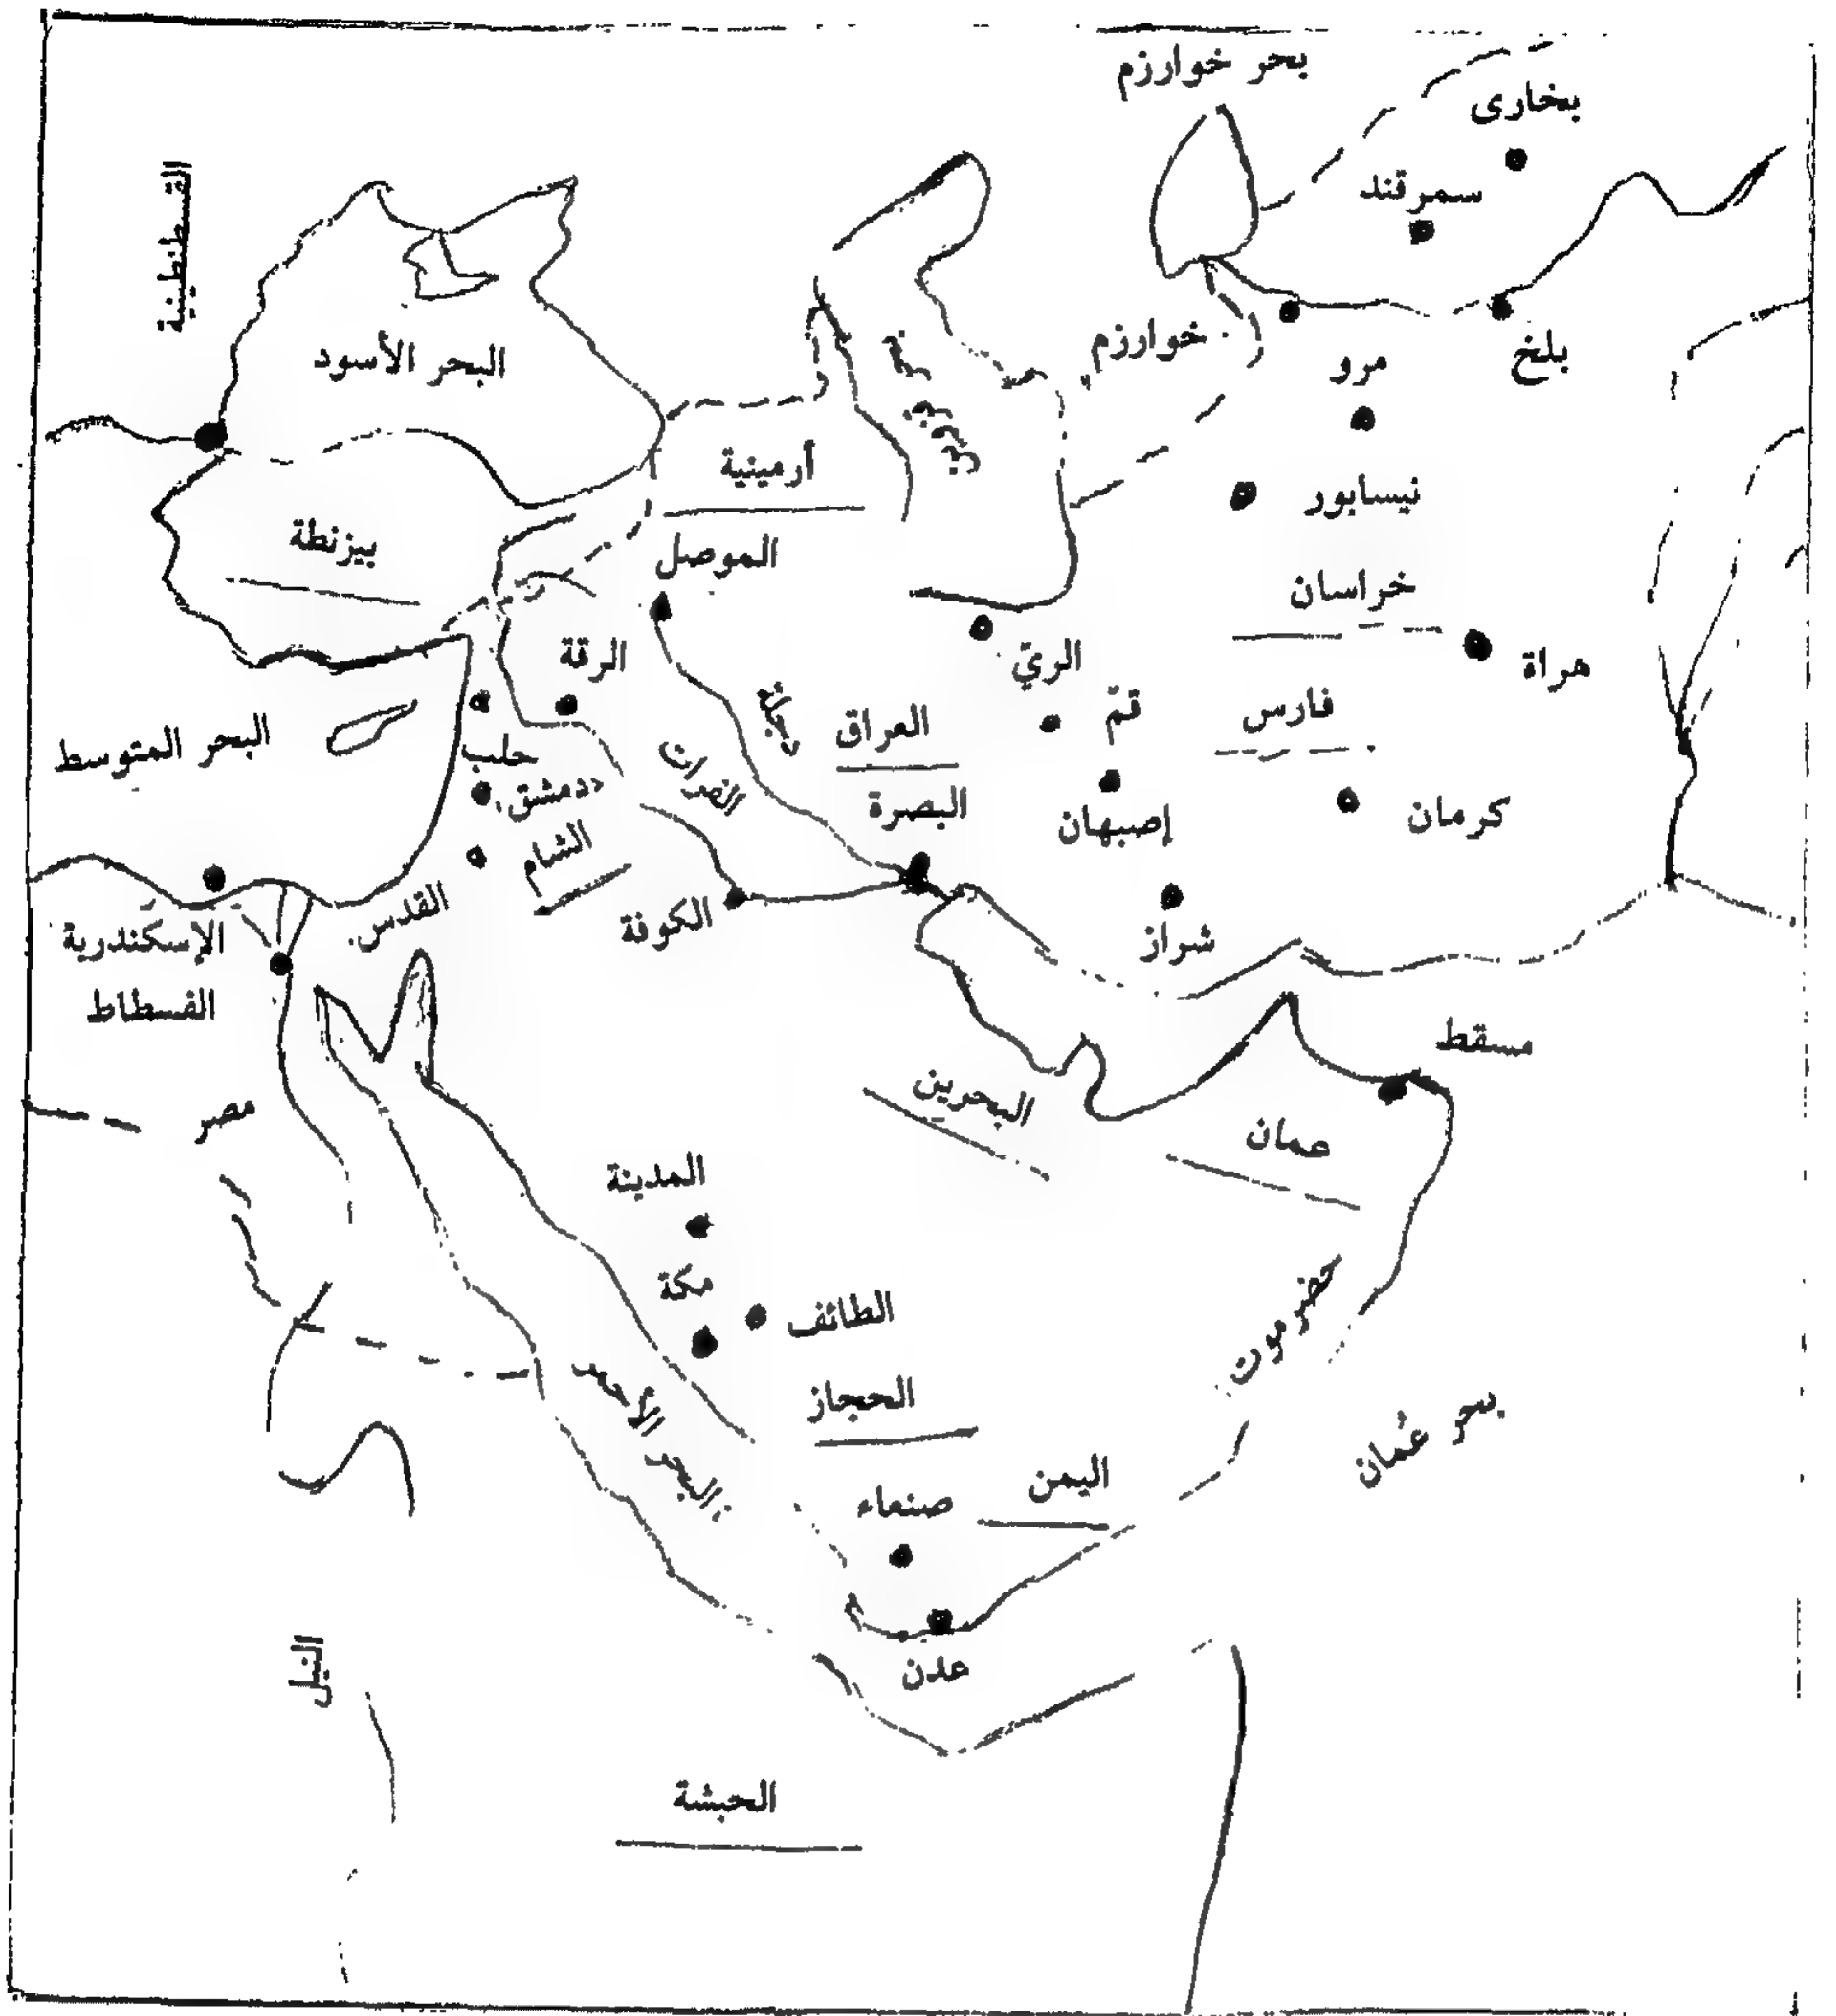 بحر خوارزم
بخارى
سمرقند
القسطنطينية
البحر الأسود
خوارزم
مرو
بلخ
بحر
أرمينية
نيسابور
بيزنطة
الموصل
خراسان
الرقة
الريّ
هراة
قمّ
فارس
البحر المتوسط
حلب
الفرات
دجلة
العراق
دمشق
البصرة
إصبهان
كرمان
الشام
القدس
الكوفة
شراز
الإسكندرية
الفسطاط
مسقط
مصر
البحرين
عمان
المدينة
مكة
الطائف
حضرموت
البحر الأحمر
الحجاز
بحر عُمان
صنعاء
اليمن
النيل
عدن
الحبشة